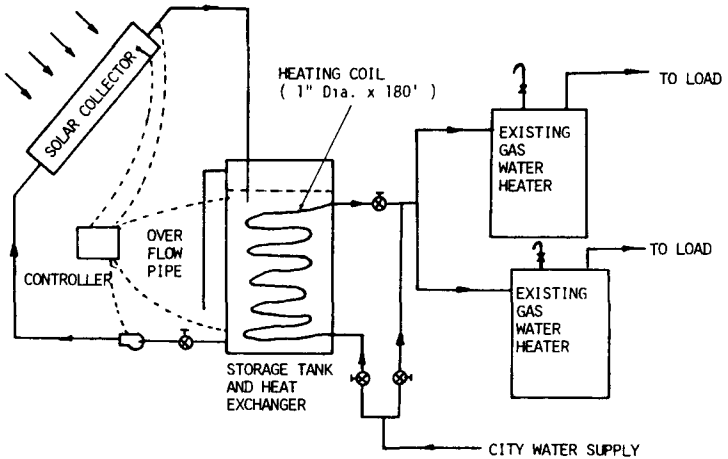 SOLAR COLLECTOR
HEATING COIL
( 1" Dia. x 180' )
TO LOAD
EXISTING
GAS
WATER
HEATER
OVER
FLOW
PIPE
CONTROLLER
TO LOAD
EXISTING
GAS
WATER
HEATER
STORAGE TANK
AND HEAT
EXCHANGER
CITY WATER SUPPLY